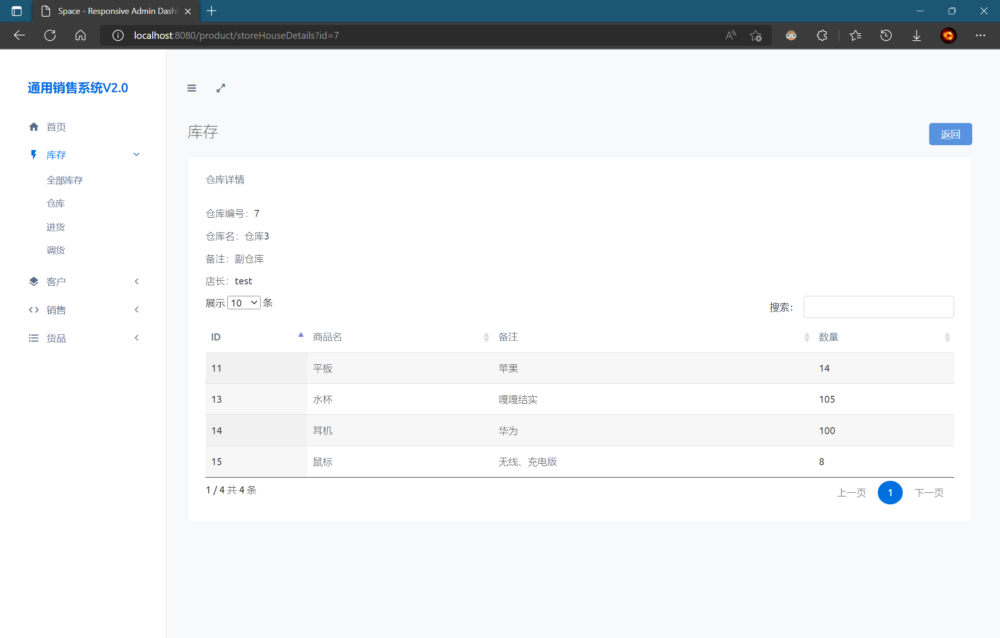 Space - Responsive Admin Dash
localhost:8080/product/storeHouseDetails?id=7
通用销售系统V2.0
首页
库存
全部库存
仓库
进货
调货
客户
销售
货品
库存
返回
仓库详情
仓库编号：7
仓库名：仓库3
备注：副仓库
店长：test
展示 10 条
搜索：
ID 商品名 备注 数量
11 平板 苹果 14
13 水杯 嘎嘎结实 105
14 耳机 华为 100
15 鼠标 无线、充电版 8
1 / 4 共 4 条
上一页 1 下一页